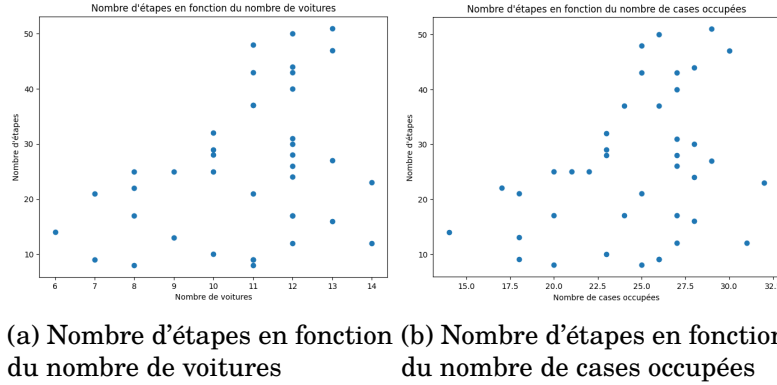 Nombre d'étapes en fonction du nombre de voitures
Nombre d'étapes en fonction du nombre de cases occupées
Nombre d'étapes
50
40
30
20
10
6 7 8 9 10 11 12 13 14
Nombre de voitures
Nombre d'étapes
50
40
30
20
10
15.0 17.5 20.0 22.5 25.0 27.5 30.0
Nombre de cases occupées
(a) Nombre d'étapes en fonction
du nombre de voitures
(b) Nombre d'étapes en fonction
du nombre de cases occupées